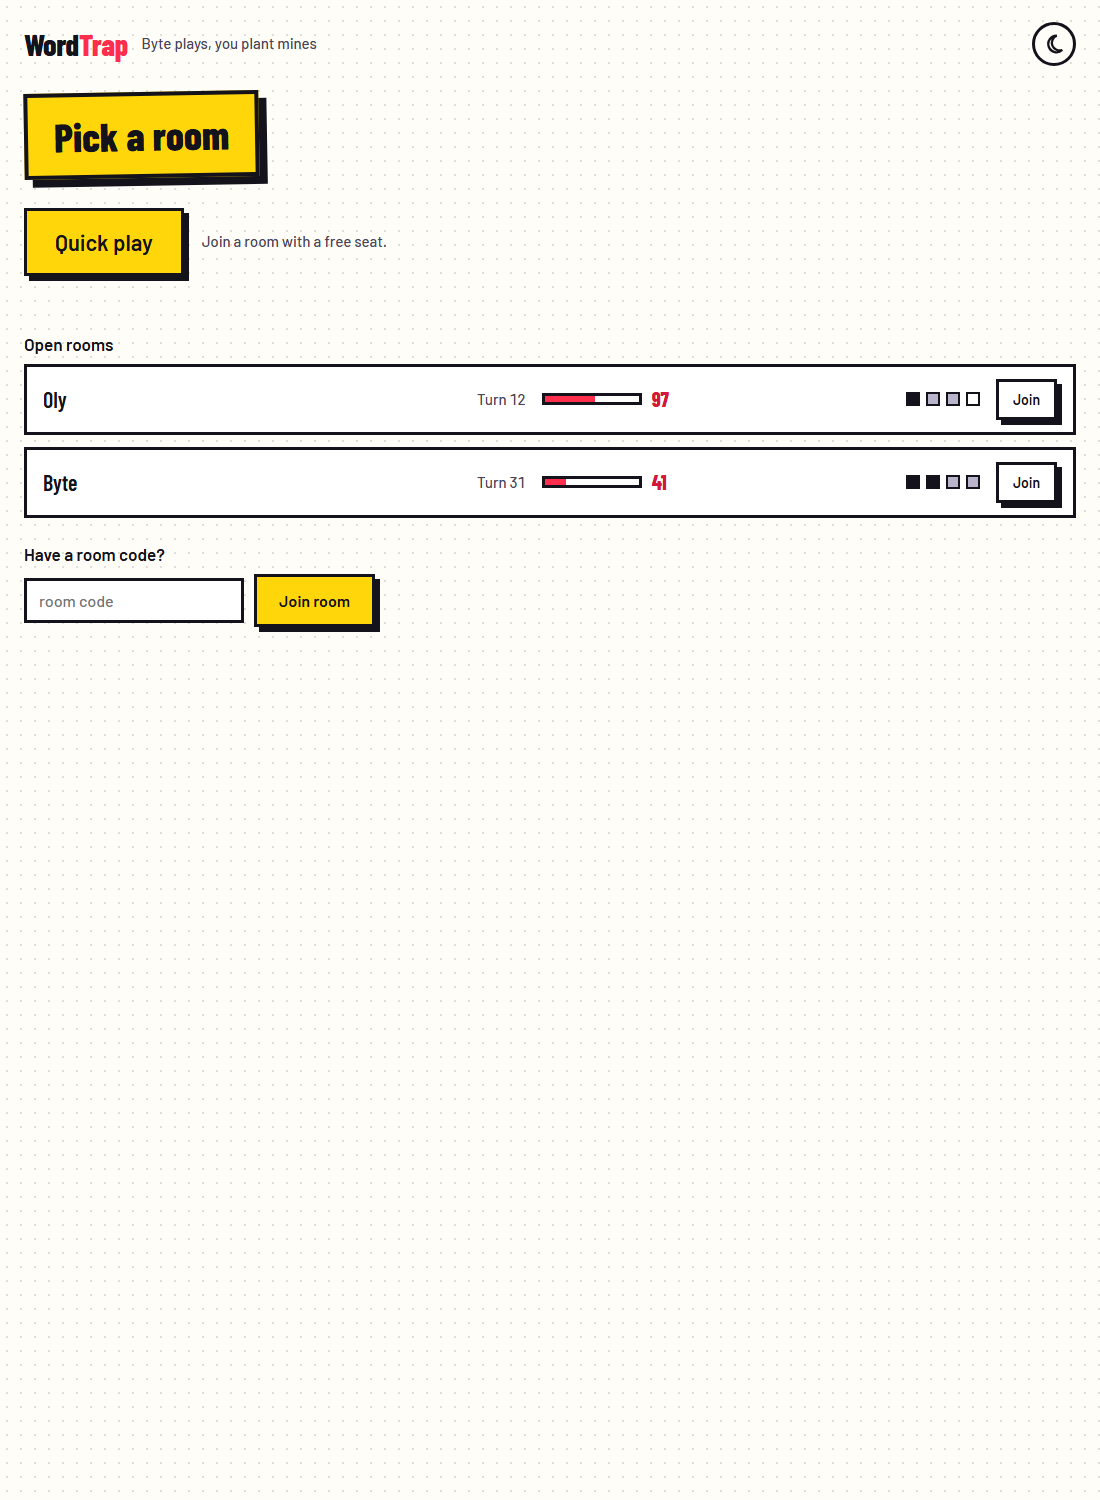 WordTrap Byte plays, you plant mines
Pick a room
Quick play Join a room with a free seat.
Open rooms
Oly Turn 12 97 Join
Byte Turn 31 41 Join
Have a room code?
room code Join room